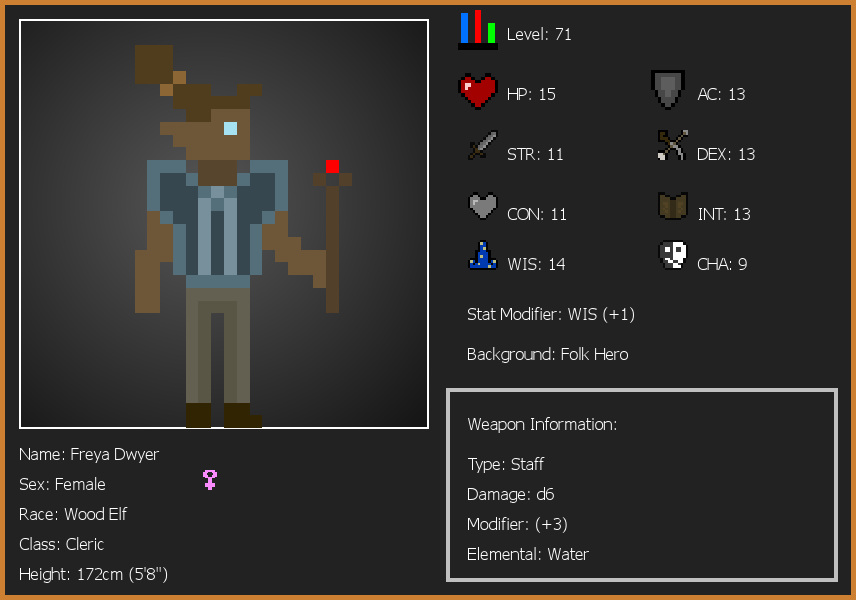 Level: 71
HP: 15
AC: 13
STR: 11
DEX: 13
CON: 11
INT: 13
WIS: 14
CHA: 9
Stat Modifier: WIS (+1)
Background: Folk Hero
Weapon Information:
Type: Staff
Damage: d6
Modifier: (+3)
Elemental: Water
Name: Freya Dwyer
Sex: Female
Race: Wood Elf
Class: Cleric
Height: 172cm (5'8")